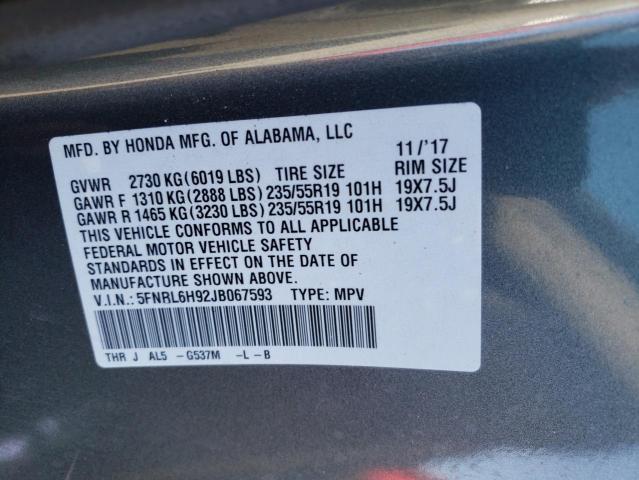 MFD. BY HONDA MFG. OF ALABAMA, LLC 11/'17
GVWR 2730 KG(6019 LBS) TIRE SIZE RIM SIZE
GAWR F 1310 KG(2888 LBS)235/55R19 101H 19X7.5J
GAWR R 1465 KG(3230 LBS)235/55R19 101H 19X7.5J
THIS VEHICLE CONFORMS TO ALL APPLICABLE
FEDERAL MOTOR VEHICLE SAFETY
STANDARDS IN EFFECT ON THE DATE OF
MANUFACTURE SHOWN ABOVE.
V.I.N.: 5FNRL6H92JB067593 TYPE: MPV
THR J AL5 -G537M -L-B